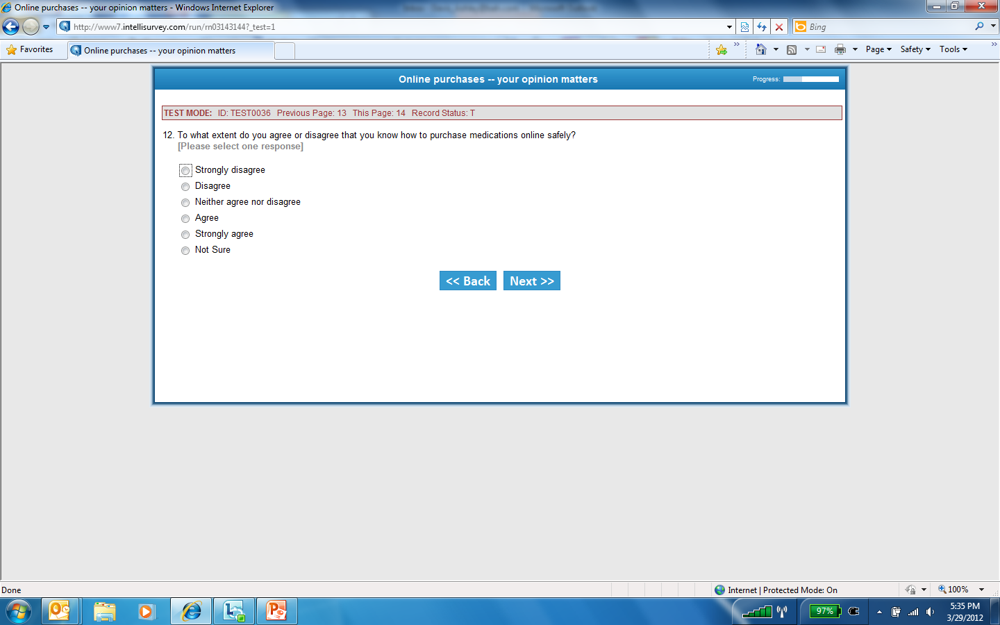 Online purchases -- your opinion matters - Windows Internet Explorer
http://www7.intellisurvey.com/run/rn03143144?_test=1
Bing
Favorites
Online purchases -- your opinion matters
Page
Safety
Tools
Online purchases -- your opinion matters
Progress:
TEST MODE: ID: TEST0036 Previous Page: 13 This Page: 14 Record Status: T
12. To what extent do you agree or disagree that you know how to purchase medications online safely?
[Please select one response]
Strongly disagree
Disagree
Neither agree nor disagree
Agree
Strongly agree
Not Sure
<< Back
Next >>
Done
Internet | Protected Mode: On
100%
97%
5:35 PM
3/29/2012